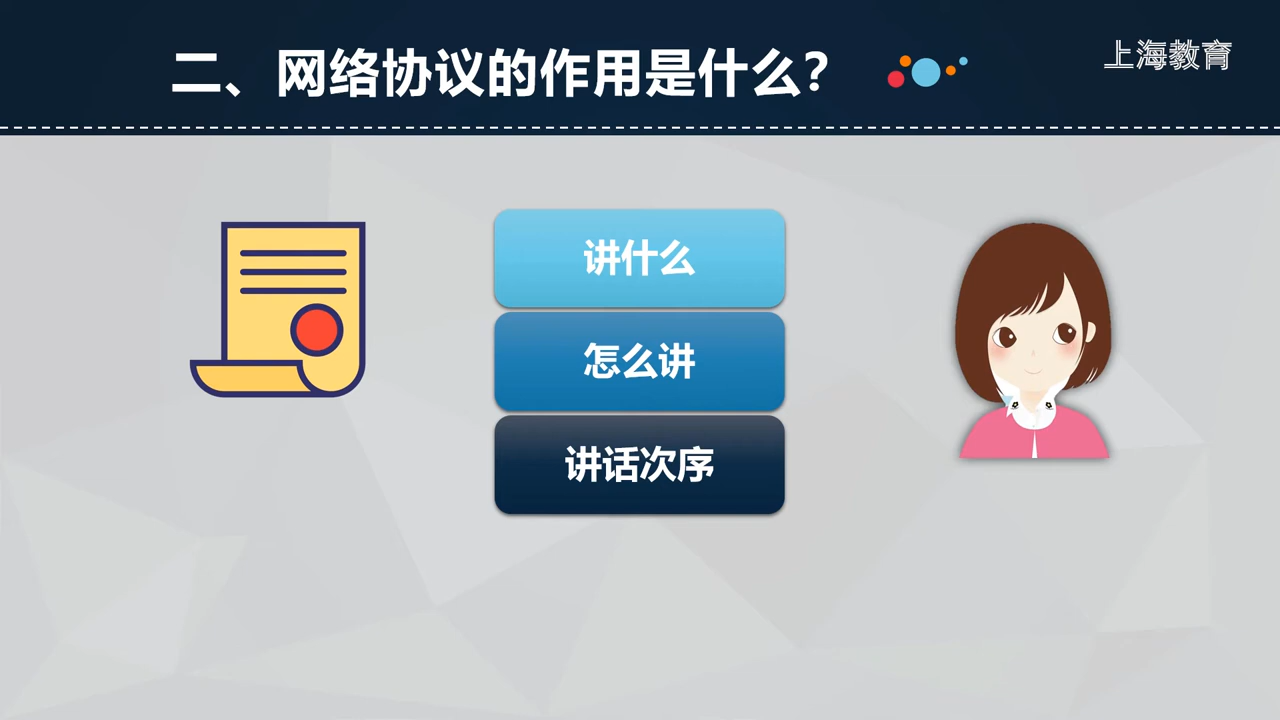 二、网络协议的作用是什么？
上海教育
讲什么
怎么讲
讲话次序